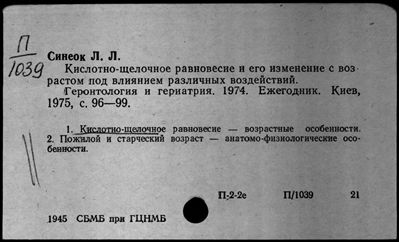 П
1039
Синеок Л. Л.
Кислотно-щелочное равновесие и его изменение с воз-
растом под влиянием различных воздействий.
Геронтология и гериатрия. 1974. Ежегодник. Киев,
1975, с. 96—99.
1. Кислотно-щелочное равновесие — возрастные особенности.
2. Пожилой и старческий возраст — анатомо-физиологические осо-
бенности.
П-2-2е П/1039 21
1945 СБМБ при ГЦНМБ